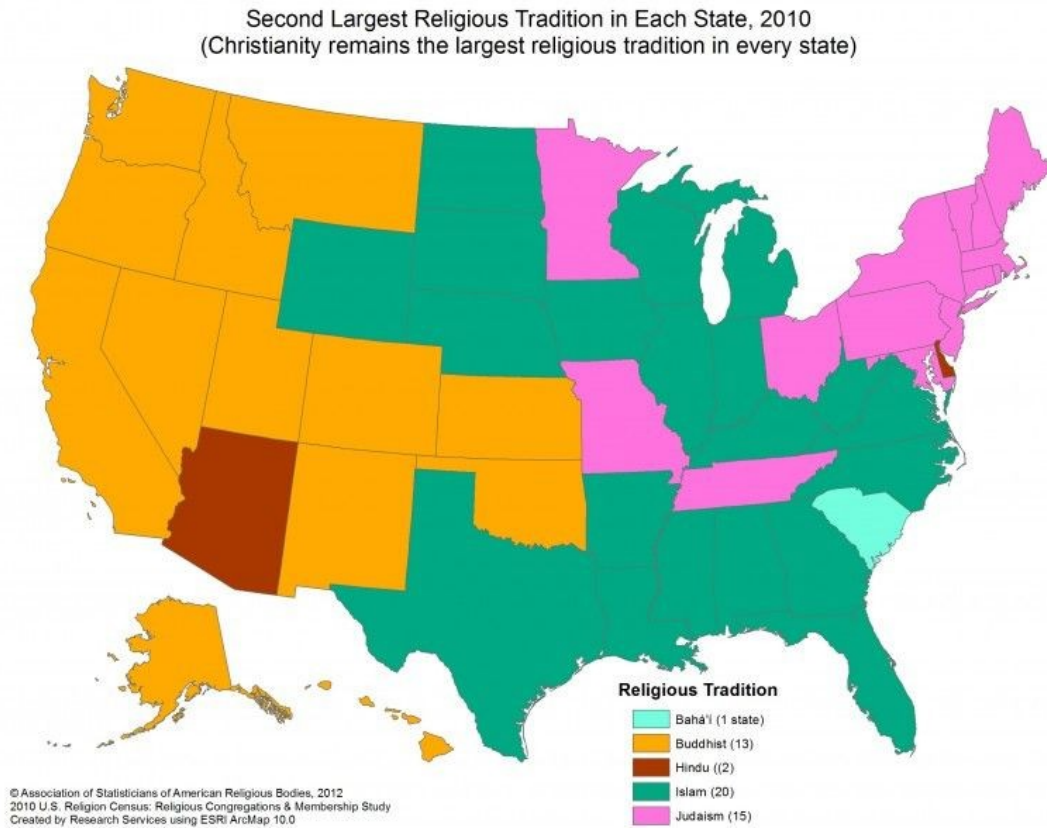 Second Largest Religious Tradition in Each State, 2010
(Christianity remains the largest religious tradition in every state)
Religious Tradition
Bahá'í (1 state)
Buddhist (13)
Hindu ((2)
Islam (20)
Judaism (15)
© Association of Statisticians of American Religious Bodies, 2012
2010 U.S. Religion Census: Religious Congregations & Membership Study
Created by Research Services using ESRI ArcMap 10.0